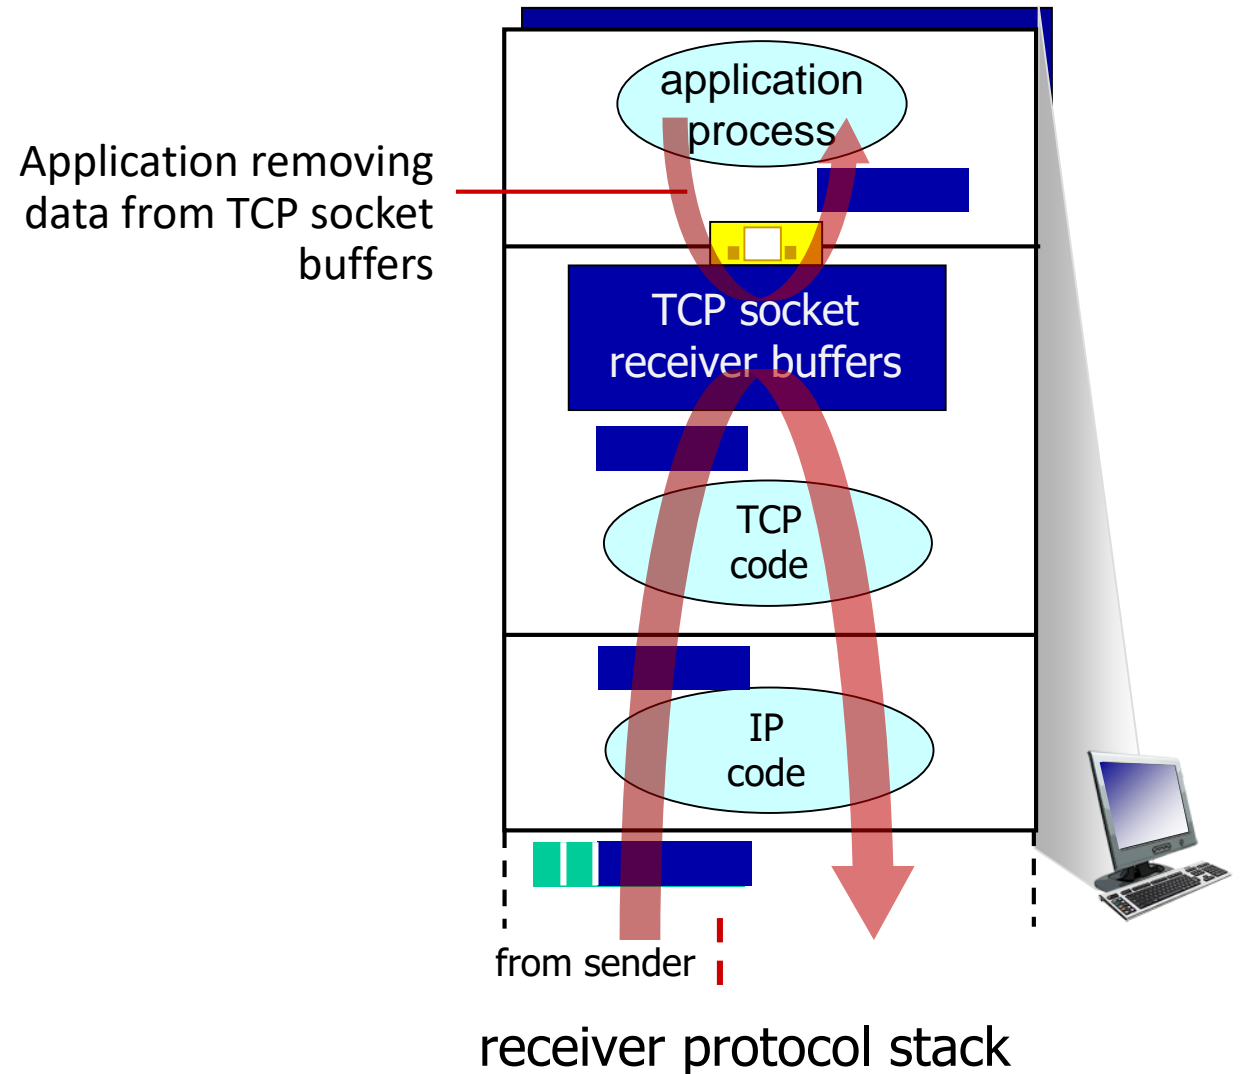 application
process
Application removing
data from TCP socket
buffers
TCP socket
receiver buffers
TCP
code
IP
code
from sender
receiver protocol stack